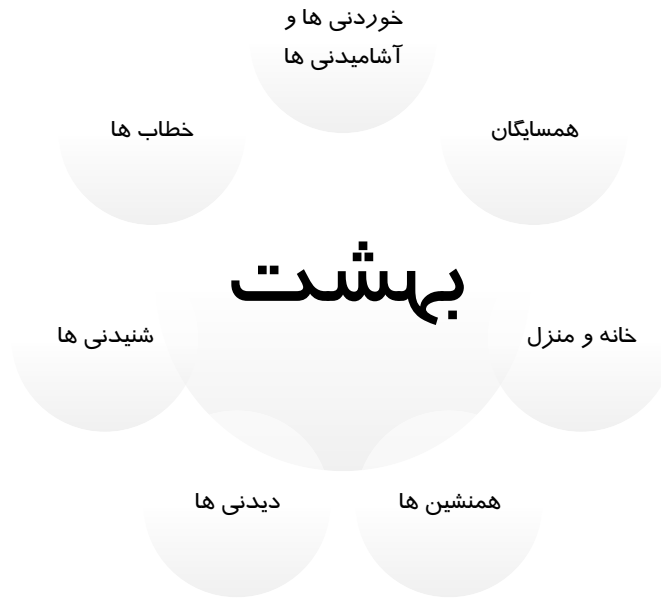 خوردنی ها و
آشامیدنی ها
همسایگان
خطاب ها
بهشت
خانه و منزل
شنیدنی ها
همنشین ها
دیدنی ها